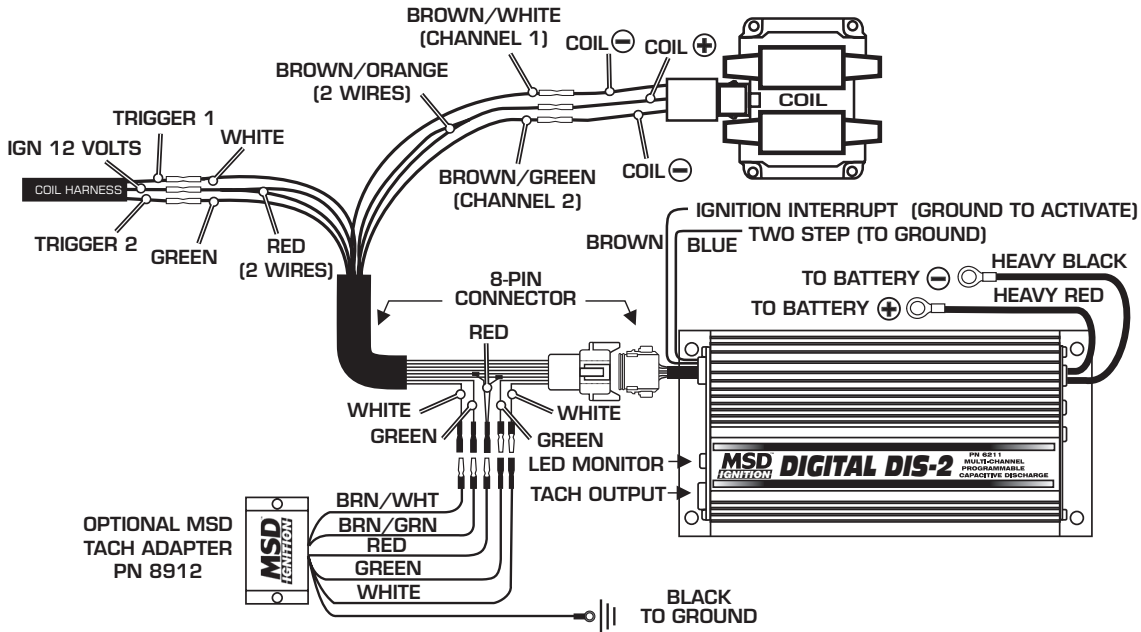 BROWN/WHITE
(CHANNEL 1)
COIL ⊖
COIL ⊕
BROWN/ORANGE
(2 WIRES)
COIL
TRIGGER 1
WHITE
IGN 12 VOLTS
COIL HARNESS
COIL ⊖
BROWN/GREEN
(CHANNEL 2)
TRIGGER 2
GREEN
RED
(2 WIRES)
IGNITION INTERRUPT (GROUND TO ACTIVATE)
BROWN
BLUE
TWO STEP (TO GROUND)
HEAVY BLACK
TO BATTERY ⊖
8-PIN
CONNECTOR
HEAVY RED
TO BATTERY ⊕
RED
WHITE
WHITE
GREEN
GREEN
LED MONITOR
MSD
IGNITION
DIGITAL DIS-2
PN 6211
MULTI-CHANNEL
PROGRAMMABLE
CAPACITIVE DISCHARGE
TACH OUTPUT
BRN/WHT
OPTIONAL MSD
TACH ADAPTER
PN 8912
MSD
IGNITION
BRN/GRN
RED
GREEN
WHITE
BLACK
TO GROUND